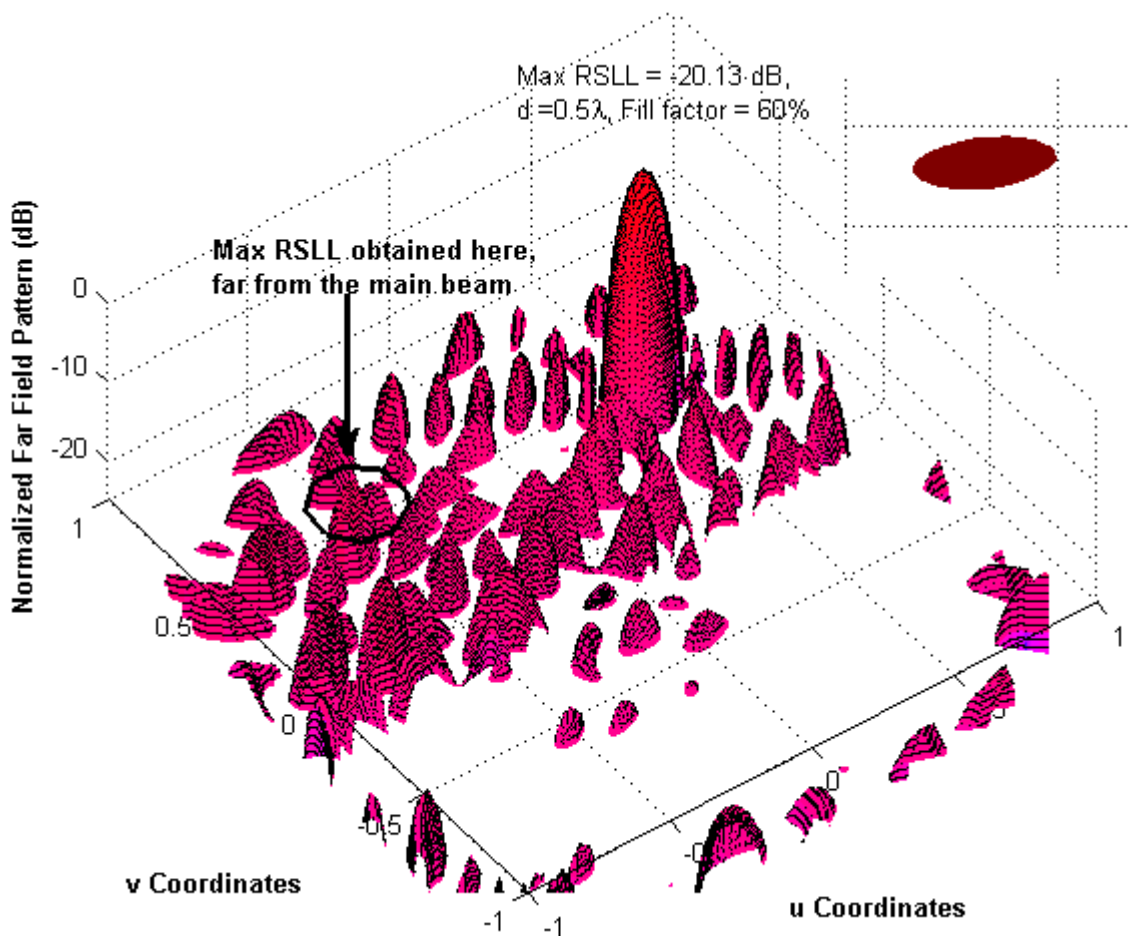 Max RSLL = -20.13 dB,
d =0.5λ, Fill factor = 60%
Max RSLL obtained here,
far from the main beam
Normalized Far Field Pattern (dB)
0
-10
-20
1
0.5
0
-0.5
-1
-1
0
1
v Coordinates
u Coordinates